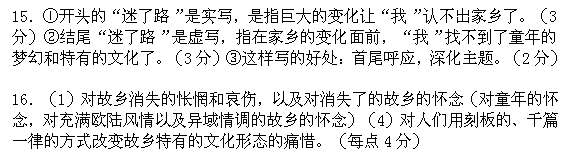 15. ①开头的“迷了路”是实写，是指巨大的变化让“我”认不出家乡了。（3
分）②结尾“迷了路”是虚写，指在家乡的变化面前，“我”找不到了童年的
梦幻和特有的文化了。（3分）③这样写的好处：首尾呼应，深化主题。（2分）
16. （1）对故乡消失的怅惘和哀伤，以及对消失了的故乡的怀念（对童年的怀
念，对充满欧陆风情以及异域情调的故乡的怀念）（4）对人们用刻板的、千篇
一律的方式改变故乡特有的文化形态的痛惜。（每点4分）